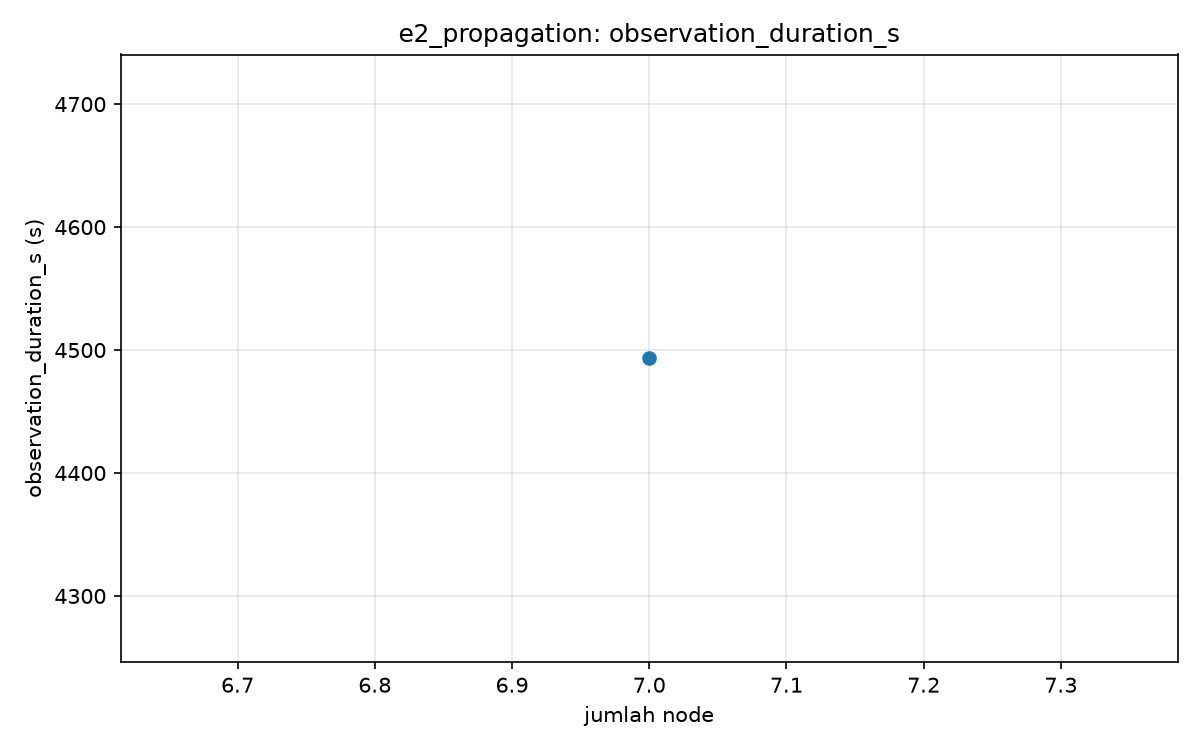 e2_propagation: observation_duration_s
observation_duration_s (s)
4700
4600
4500
4400
4300
6.7 6.8 6.9 7.0 7.1 7.2 7.3
jumlah node